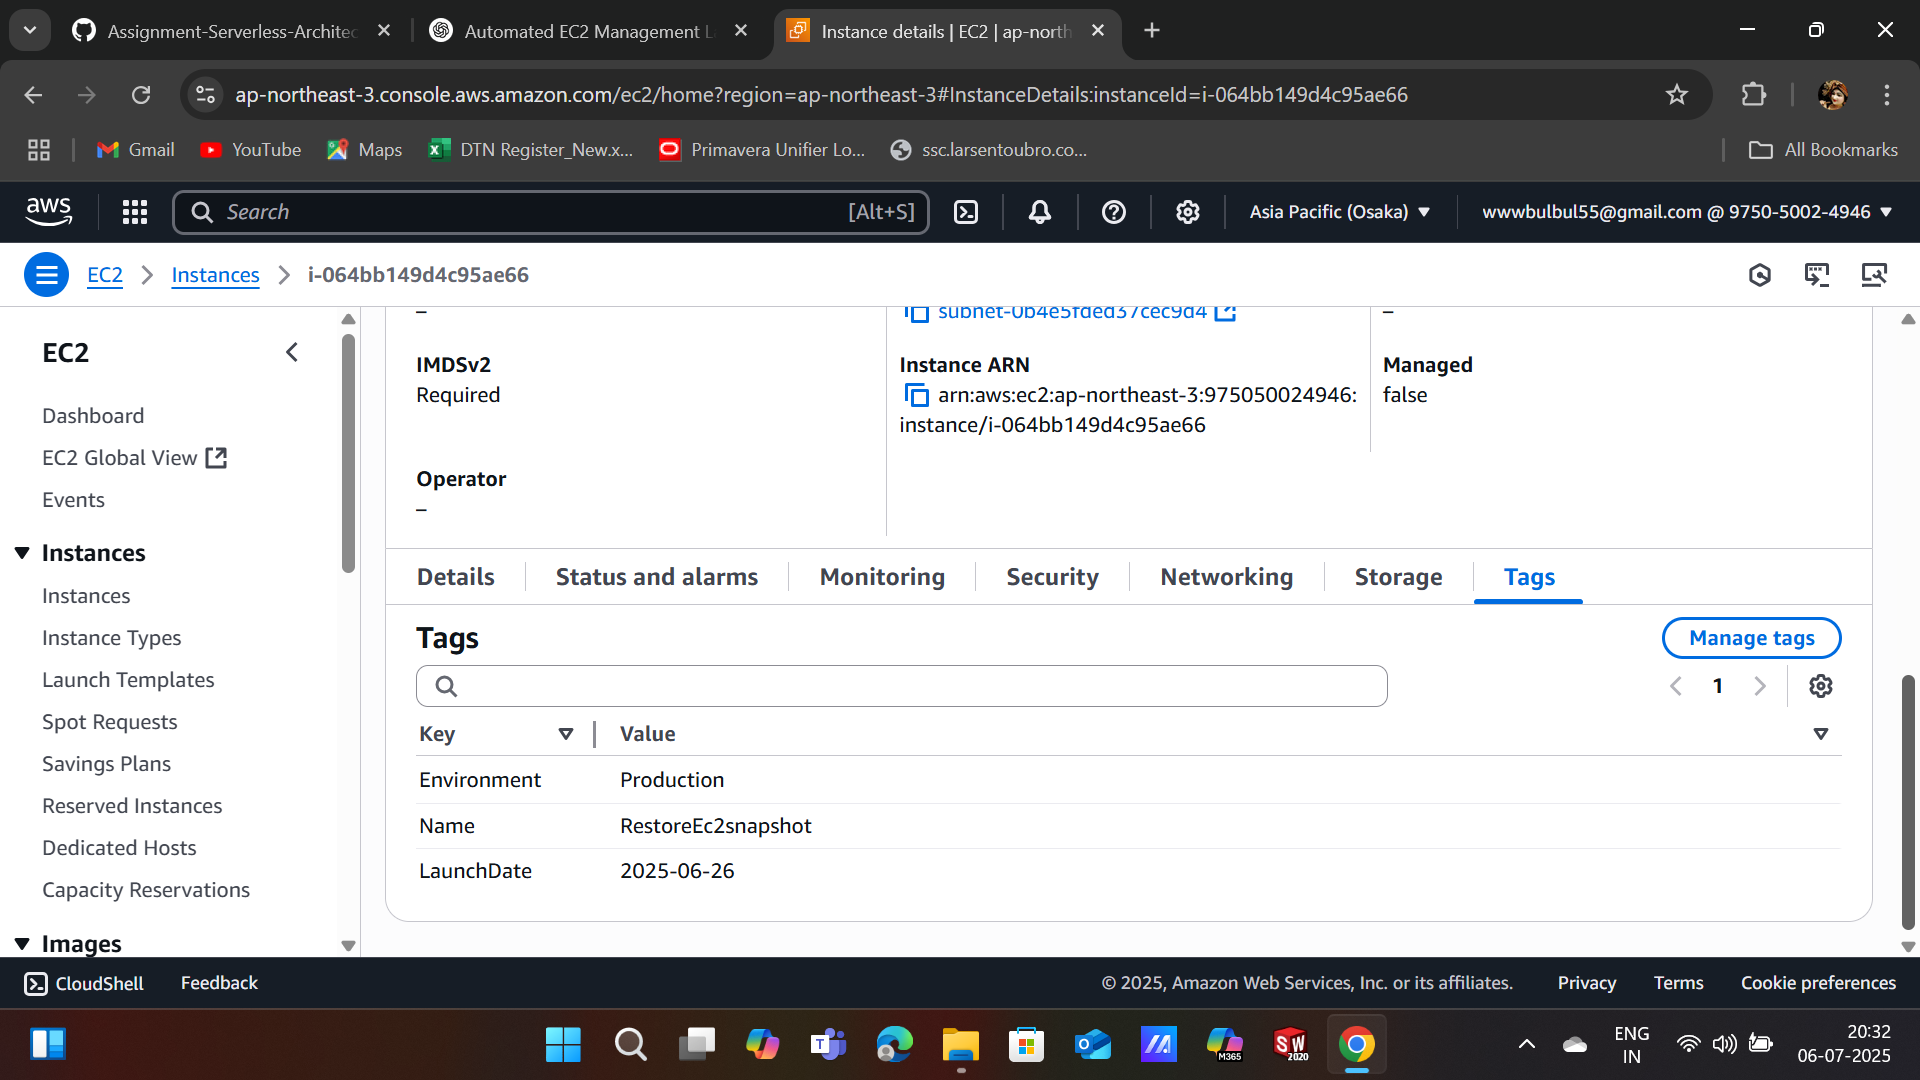 Assignment-Serverless-Architec
Automated EC2 Management L
Instance details | EC2 | ap-north
ap-northeast-3.console.aws.amazon.com/ec2/home?region=ap-northeast-3#InstanceDetails:instanceId=i-064bb149d4c95ae66
Gmail
YouTube
Maps
DTN Register_New.x...
Primavera Unifier Lo...
ssc.larsentoubro.co...
All Bookmarks
aws
Search
[Alt+S]
Asia Pacific (Osaka)
wwwbulbul55@gmail.com @ 9750-5002-4946
EC2
Instances
i-064bb149d4c95ae66
EC2
Dashboard
EC2 Global View
Events
Instances
Instances
Instance Types
Launch Templates
Spot Requests
Savings Plans
Reserved Instances
Dedicated Hosts
Capacity Reservations
Images
–
subnet-0b4e5fded37cec9d4
–
IMDSv2
Required
Instance ARN
arn:aws:ec2:ap-northeast-3:975050024946:
instance/i-064bb149d4c95ae66
Managed
false
Operator
–
Details
Status and alarms
Monitoring
Security
Networking
Storage
Tags
Tags
Manage tags
1
Key
Value
Environment
Production
Name
RestoreEc2snapshot
LaunchDate
2025-06-26
CloudShell
Feedback
© 2025, Amazon Web Services, Inc. or its affiliates.
Privacy
Terms
Cookie preferences
M365
SW
2020
ENG
IN
20:32
06-07-2025